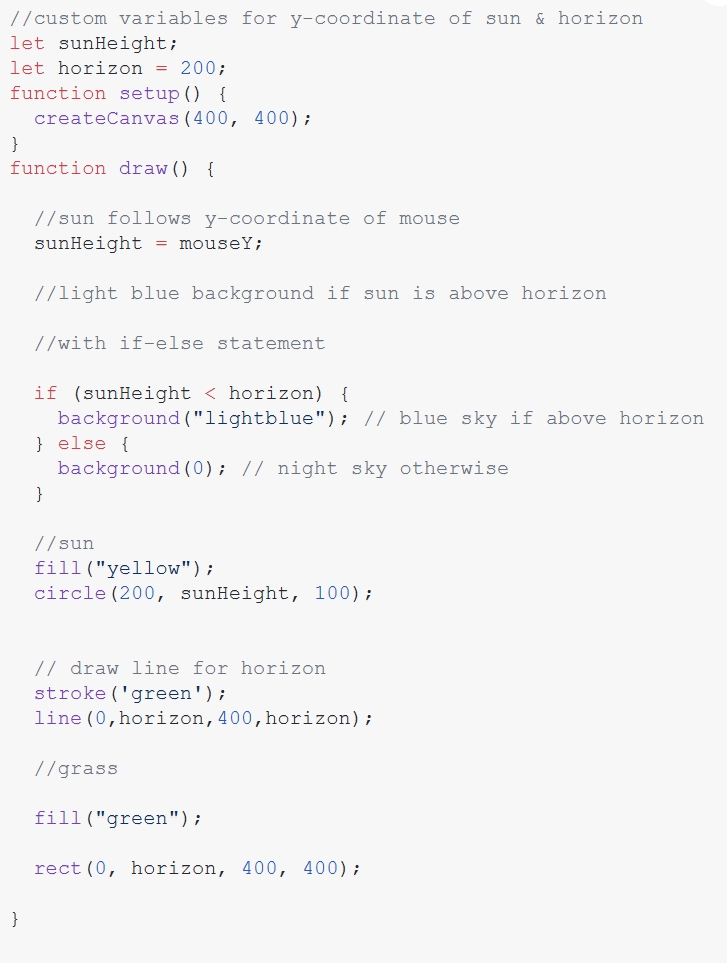 //custom variables for y-coordinate of sun & horizon
let sunHeight;
let horizon = 200;
function setup() {
  createCanvas(400, 400);
}
function draw() {
  //sun follows y-coordinate of mouse
  sunHeight = mouseY;
  //light blue background if sun is above horizon
  //with if-else statement
  if (sunHeight < horizon) {
    background("lightblue"); // blue sky if above horizon
  } else {
    background(0); // night sky otherwise
  }
  //sun
  fill("yellow");
  circle(200, sunHeight, 100);
  // draw line for horizon
  stroke('green');
  line(0,horizon,400,horizon);
  //grass
  fill("green");
  rect(0, horizon, 400, 400);
}